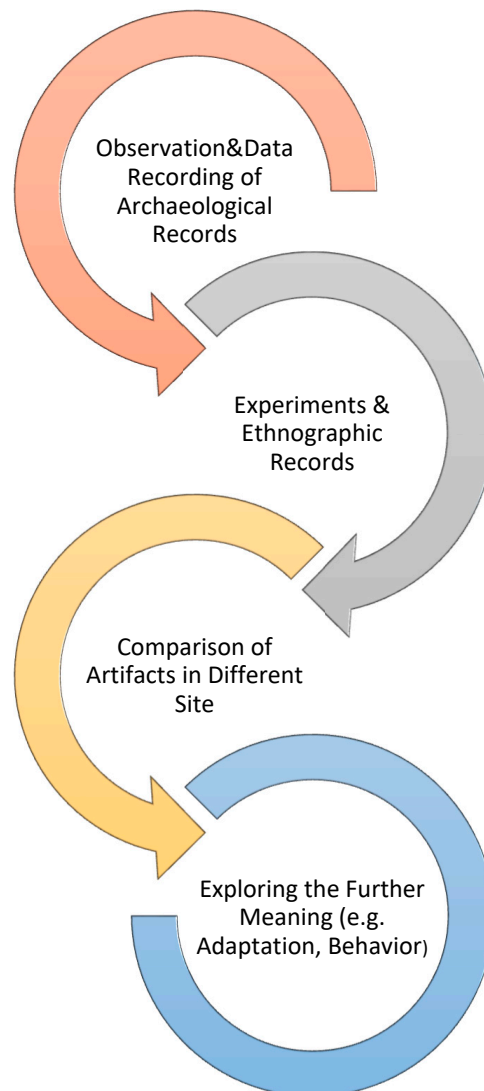 Observation&Data
Recording of
Archaeological
Records
Experiments &
Ethnographic
Records
Comparison of
Artifacts in Different
Site
Exploring the Further
Meaning (e.g.
Adaptation, Behavior)